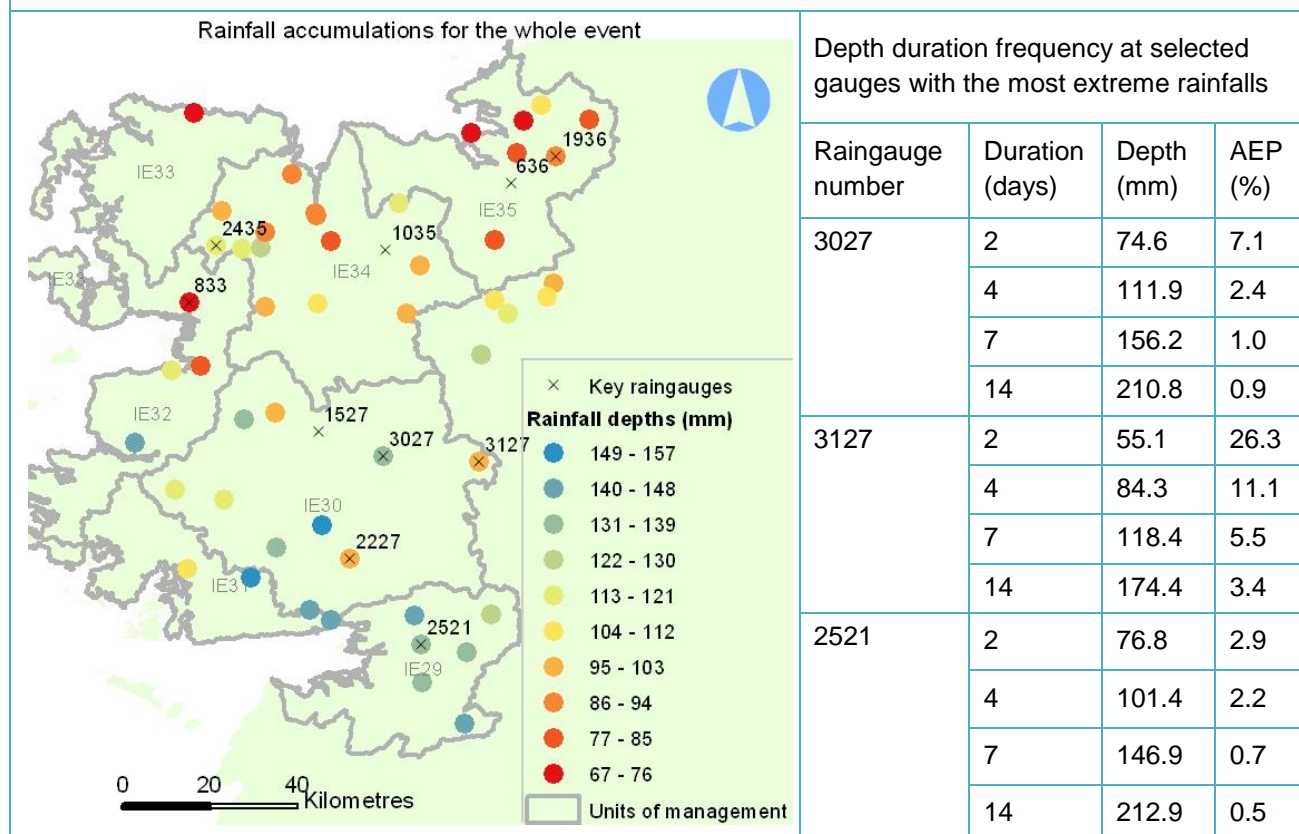 Rainfall accumulations for the whole event
1936
636
IE33
IE35
2435
1035
IE34
IE33
833
IE32
1527
3027
3127
IE30
2227
IE31
2521
IE29
Key raingauges
Rainfall depths (mm)
149 - 157
140 - 148
131 - 139
122 - 130
113 - 121
104 - 112
95 - 103
86 - 94
77 - 85
67 - 76
Units of management
0 20 40 Kilometres
Depth duration frequency at selected
gauges with the most extreme rainfalls
Raingauge number Duration (days) Depth (mm) AEP (%)
3027 2 74.6 7.1
4 111.9 2.4
7 156.2 1.0
14 210.8 0.9
3127 2 55.1 26.3
4 84.3 11.1
7 118.4 5.5
14 174.4 3.4
2521 2 76.8 2.9
4 101.4 2.2
7 146.9 0.7
14 212.9 0.5